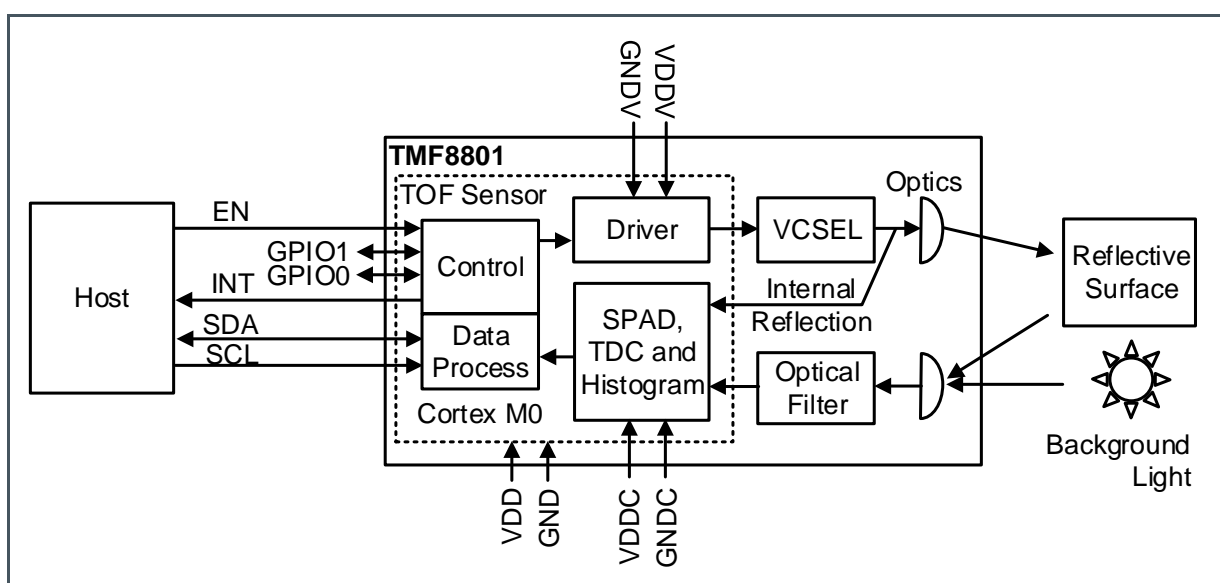 GNDV
VDDV
TMF8801
TOF Sensor
Optics
EN
GPIO1
GPIO0
INT
SDA
SCL
Host
Control
Data
Process
Driver
VCSEL
Internal
Reflection
SPAD,
TDC and
Histogram
Optical
Filter
Reflective
Surface
Cortex M0
Background
Light
VDD
GND
VDDC
GNDC